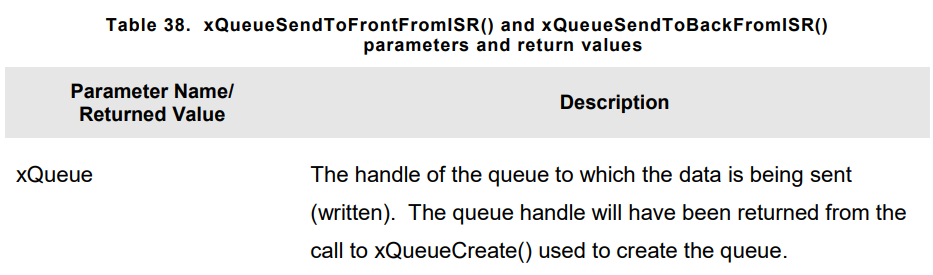 Table 38. xQueueSendToFrontFromISR() and xQueueSendToBackFromISR()
parameters and return values
Parameter Name/
Returned Value
Description
xQueue
The handle of the queue to which the data is being sent
(written). The queue handle will have been returned from the
call to xQueueCreate() used to create the queue.